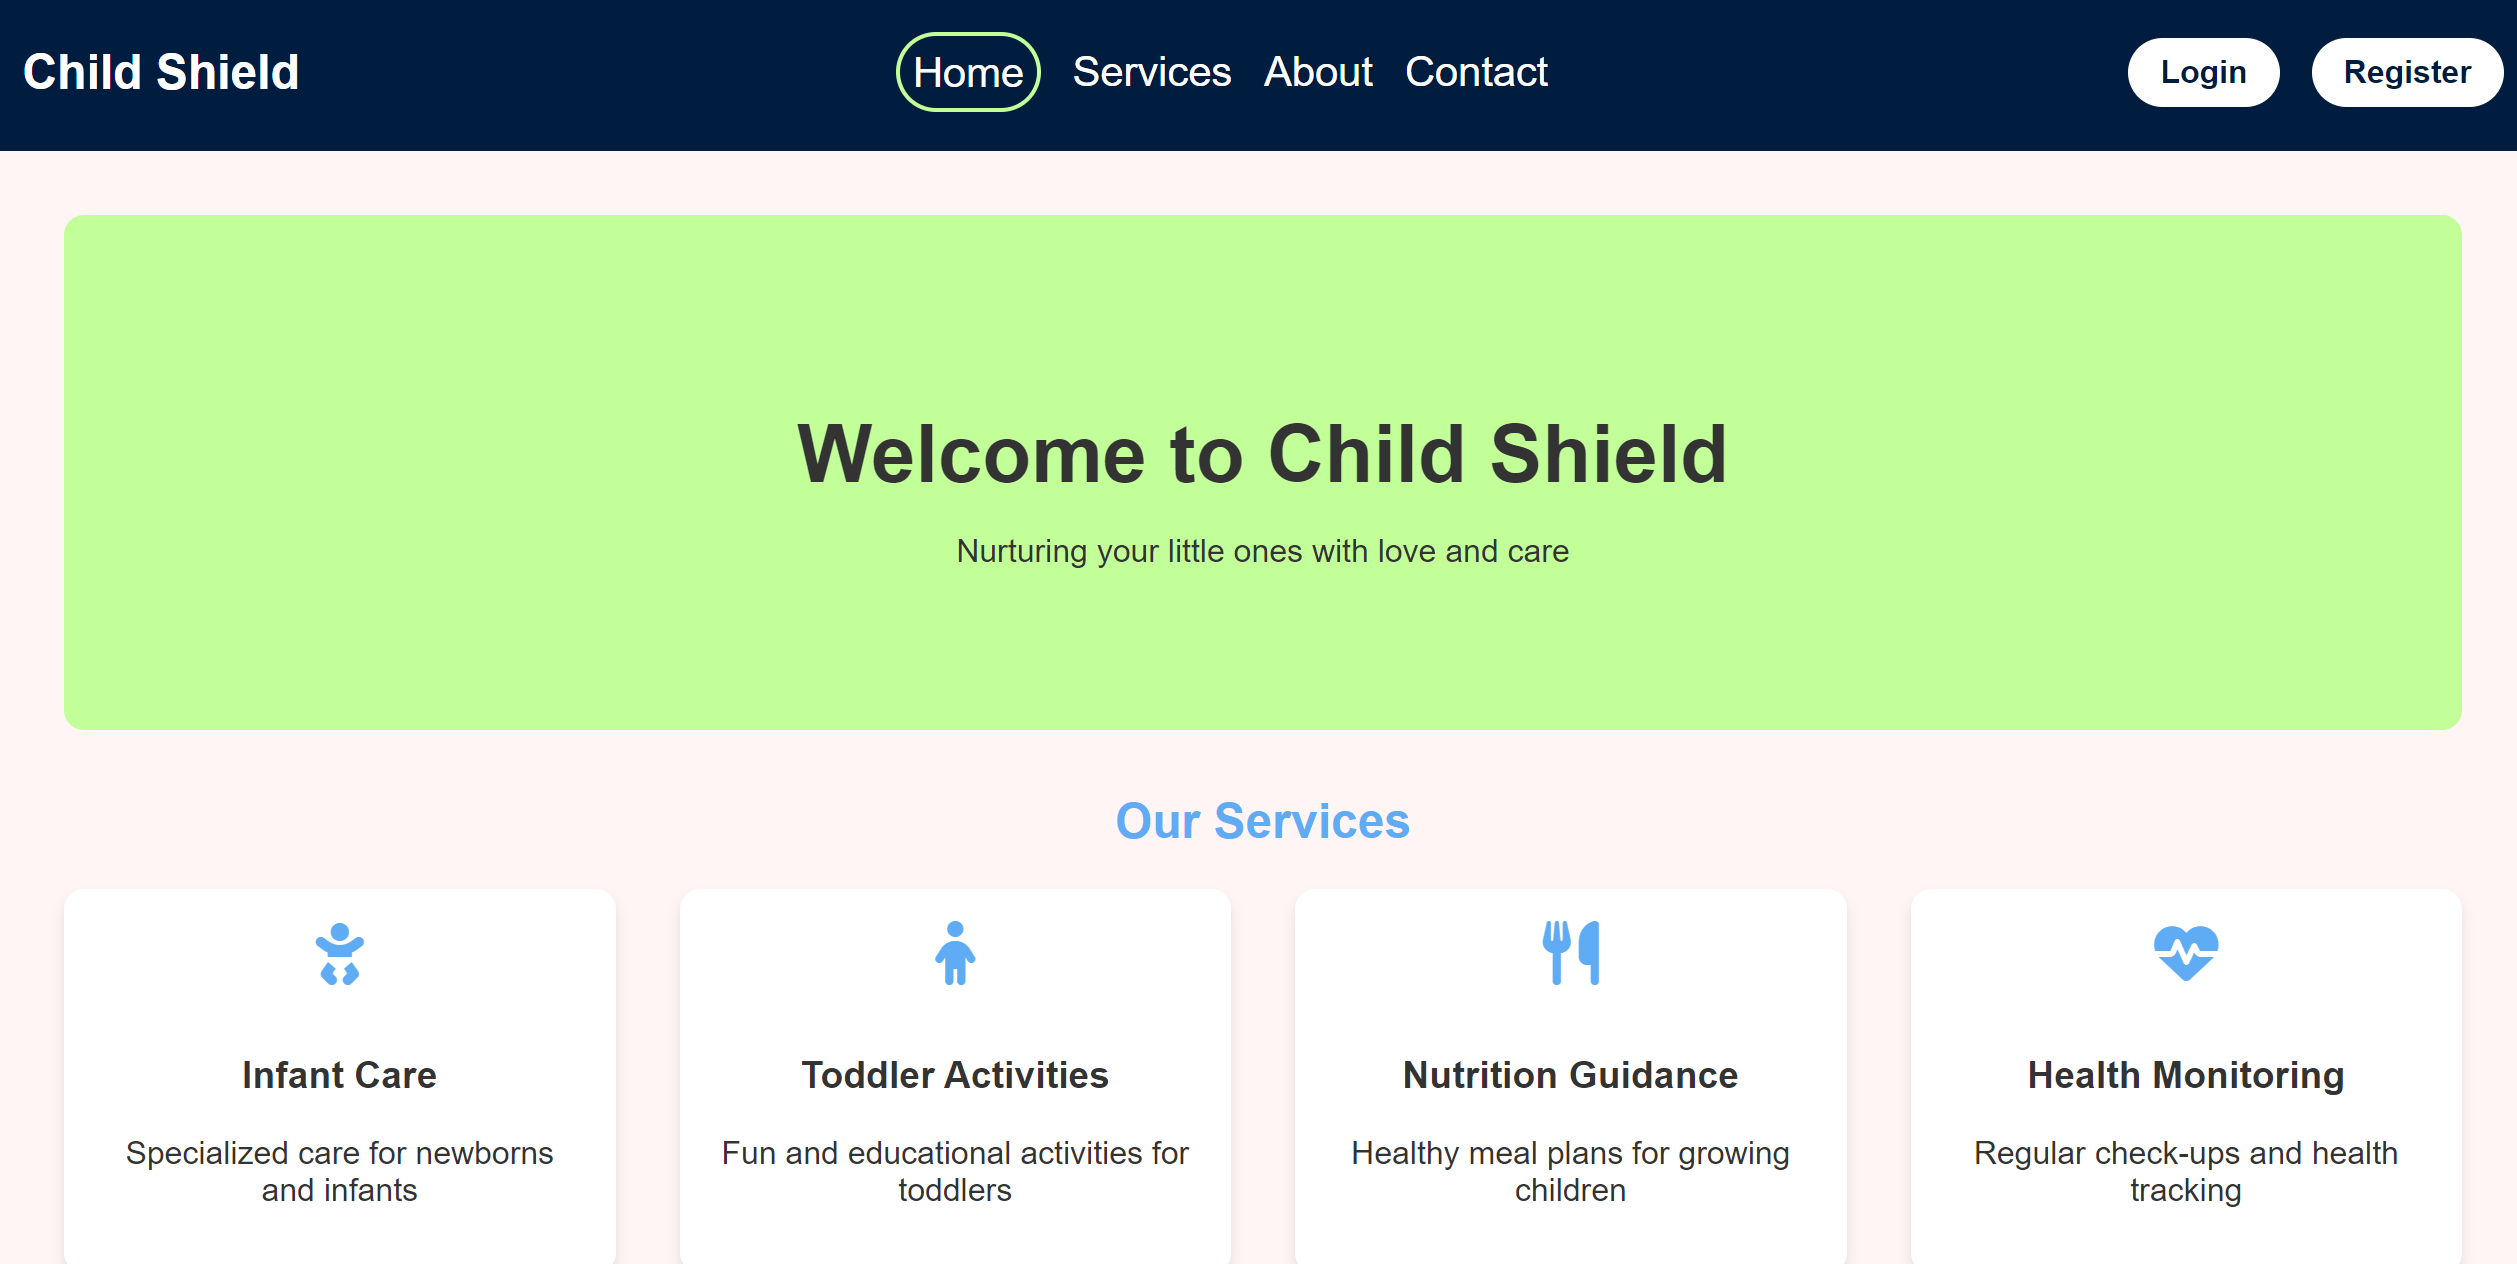 Child Shield
Home Services About Contact
Login Register
Welcome to Child Shield
Nurturing your little ones with love and care
Our Services
Infant Care
Specialized care for newborns
and infants
Toddler Activities
Fun and educational activities for
toddlers
Nutrition Guidance
Healthy meal plans for growing
children
Health Monitoring
Regular check-ups and health
tracking